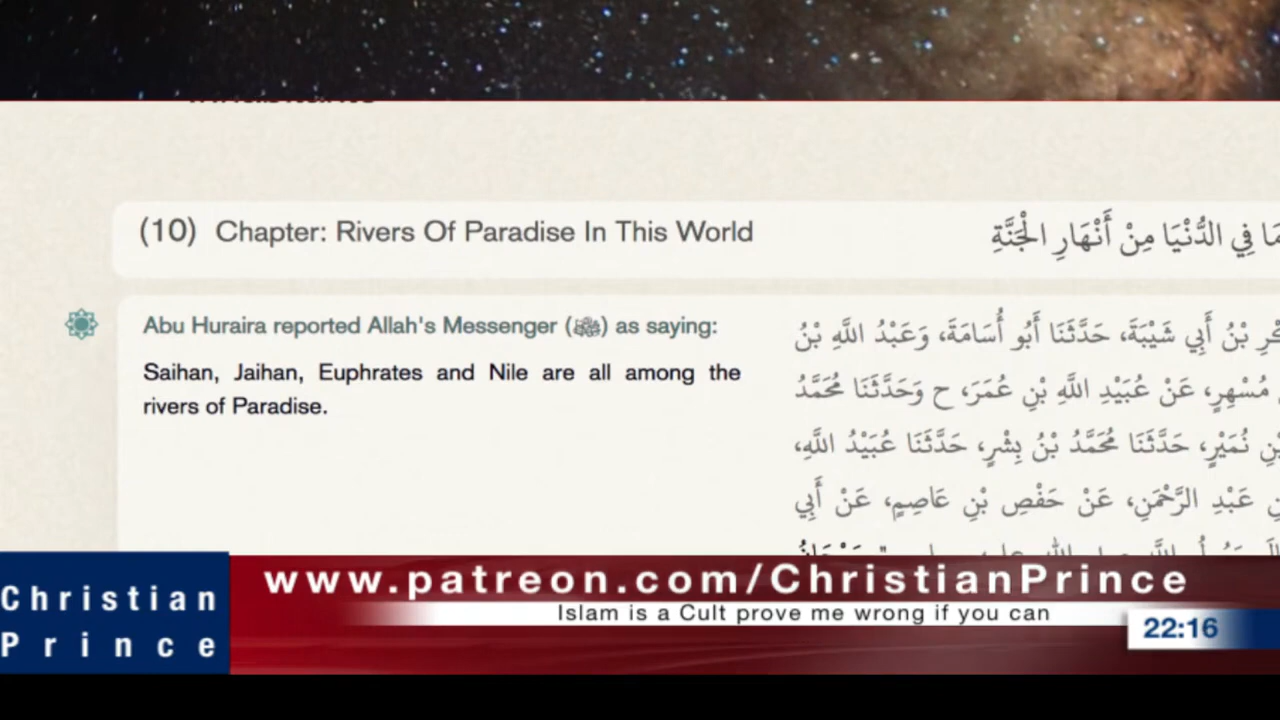 (10) Chapter: Rivers Of Paradise In This World
مَا فِي الدُّنْيَا مِنْ أَنْهَارِ الْجَنَّةِ
Abu Huraira reported Allah's Messenger (ﷺ) as saying:
Saihan, Jaihan, Euphrates and Nile are all among the
rivers of Paradise.
بْنُ أَبِي شَيْبَةَ، حَدَّثَنَا أَبُو أُسَامَةَ، وَعَبْدُ اللَّهِ بْنُ
مُسْهِرٍ، عَنْ عُبَيْدِ اللَّهِ بْنِ عُمَرَ، ح وَحَدَّثَنَا مُحَمَّدُ
نُمَيْرٍ، حَدَّثَنَا مُحَمَّدُ بْنُ بِشْرٍ، حَدَّثَنَا عُبَيْدُ اللَّهِ،
عَبْدِ الرَّحْمَنِ، عَنْ حَفْصِ بْنِ عَاصِمٍ، عَنْ أَبِي
Christian
Prince
www.patreon.com/ChristianPrince
Islam is a Cult prove me wrong if you can
22:16